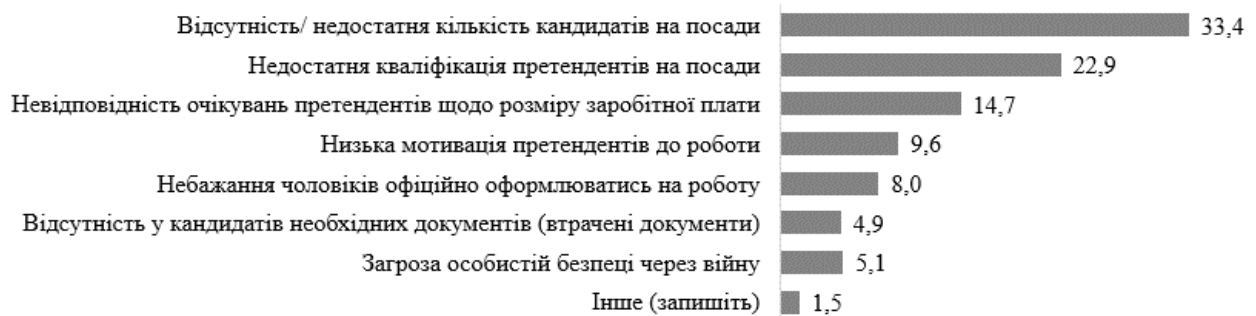 Відсутність/ недостатня кількість кандидатів на посади 33,4
Недостатня кваліфікація претендентів на посади 22,9
Невідповідність очікувань претендентів щодо розміру заробітної плати 14,7
Низька мотивація претендентів до роботи 9,6
Небажання чоловіків офіційно оформлюватись на роботу 8,0
Відсутність у кандидатів необхідних документів (втрачені документи) 4,9
Загроза особистій безпеці через війну 5,1
Інше (запишіть) 1,5